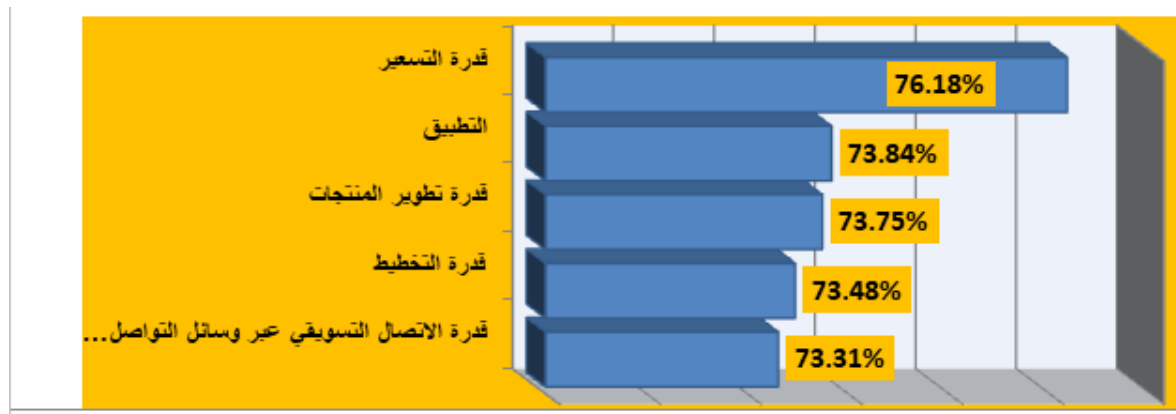 قدرة التسعير
76.18%
التطبيق
73.84%
قدرة تطوير المنتجات
73.75%
قدرة التخطيط
73.48%
قدرة الاتصال التسويقي عبر وسائل التواصل...
73.31%